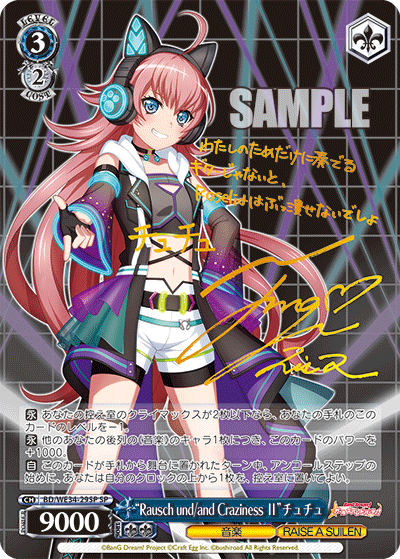 LEVEL
3
2
COST
SAMPLE
わたしのためだけに奏でる
ギターじゃないと、
Roseliaはぶっ潰せないでしょ
チュチュ
永 あなたの控え室のクライマックスが2枚以下なら、あなたの手札のこの
カードのレベルを－1。
永 他のあなたの後列の《音楽》のキャラ1枚につき、このカードのパワー
を＋1000。
自 このカードが手札から舞台に置かれたターン中、アンコールステップの
始めに、あなたは自分のクロックの上から1枚を、控え室に置いてよい。
CH BD/WE34-29SP SP
9000
“Rausch und/and Craziness Ⅱ”チュチュ
音楽
RAISE A SUILEN
©BanG Dream! Project ©Craft Egg Inc. ©bushiroad All Rights Reserved.